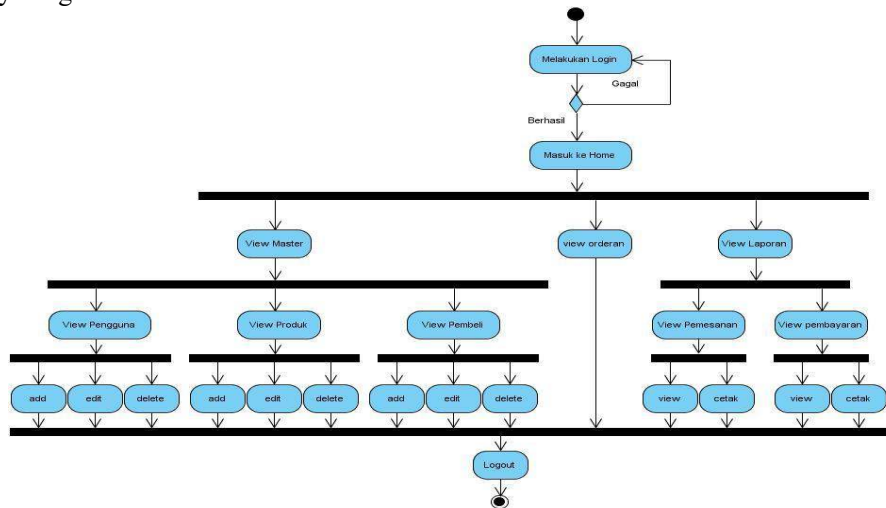 Melakukan Login
Gagal
Berhasil
Masuk ke Home
View Master
view orderan
View Laporan
View Pengguna
View Produk
View Pembeli
View Pemesanan
View pembayaran
add edit delete add edit delete add edit delete view cetak view cetak
Logout